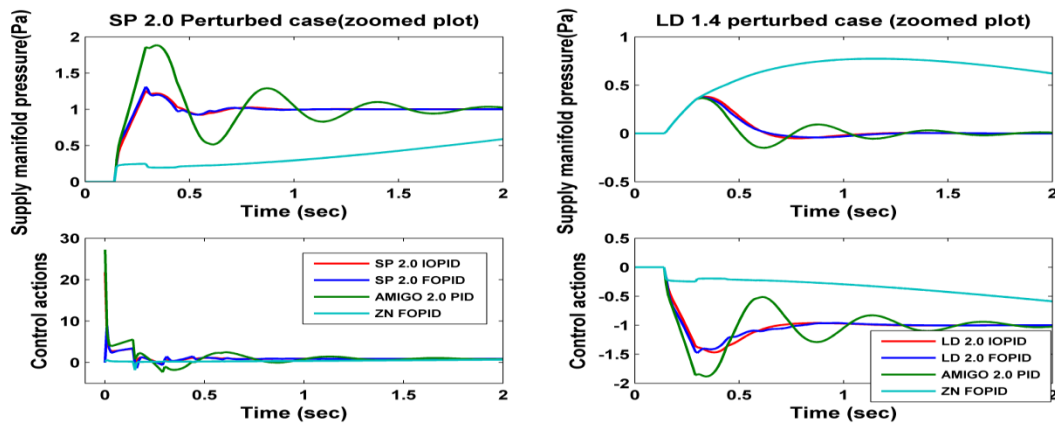 SP 2.0 Perturbed case(zoomed plot)
Supply manifold pressure(Pa)
2
1.5
1
0.5
0
0 0.5 1 1.5 2
Time (sec)
Control actions
30
20
10
0
SP 2.0 IOPID
SP 2.0 FOPID
AMIGO 2.0 PID
ZN FOPID
0 0.5 1 1.5 2
Time (sec)
LD 1.4 perturbed case (zoomed plot)
Supply manifold pressure(Pa)
1
0.5
0
-0.5
0 0.5 1 1.5 2
Time (sec)
Control actions
0.5
0
-0.5
-1
-1.5
-2
LD 2.0 IOPID
LD 2.0 FOPID
AMIGO 2.0 PID
ZN FOPID
0 0.5 1 1.5 2
Time (sec)